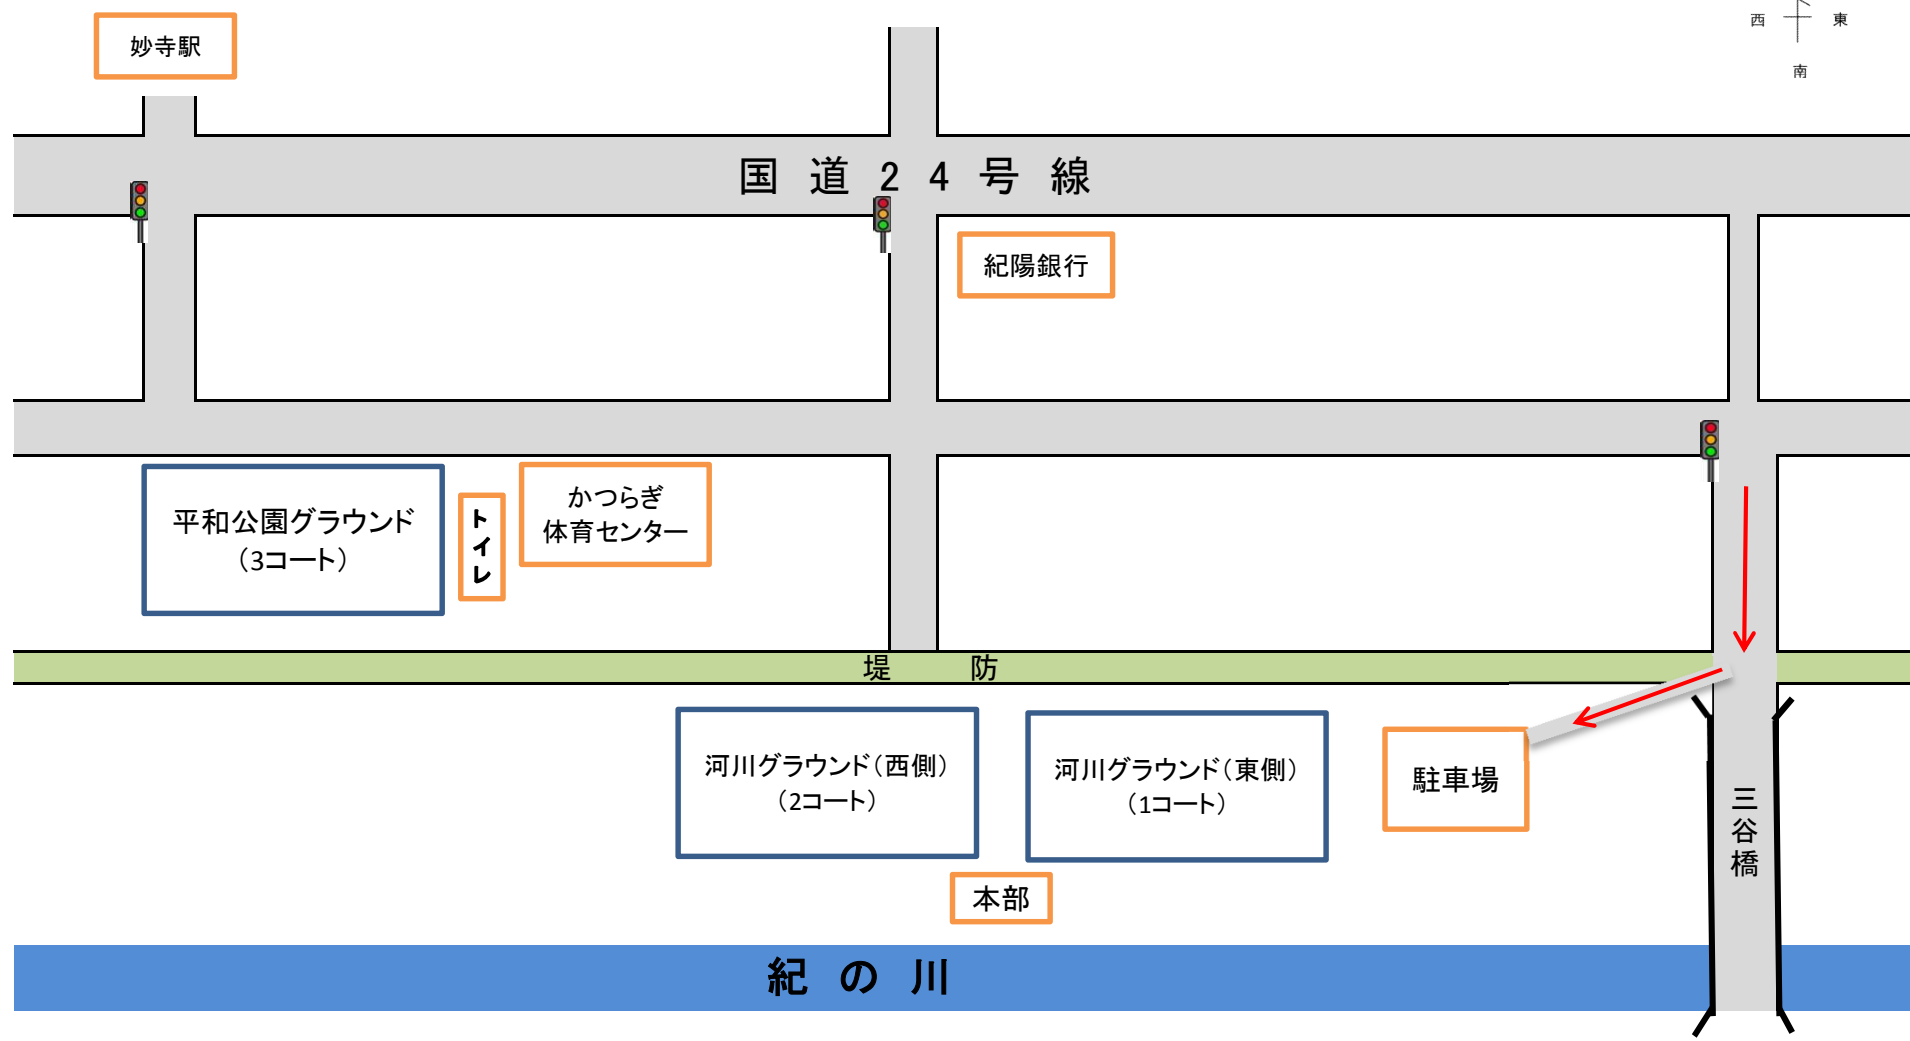 西 東
南
妙寺駅
国道24号線
紀陽銀行
平和公園グラウンド
（3コート）
トイレ
かつらぎ
体育センター
堤防
河川グラウンド（西側）
（2コート）
河川グラウンド（東側）
（1コート）
駐車場
三谷橋
本部
紀の川